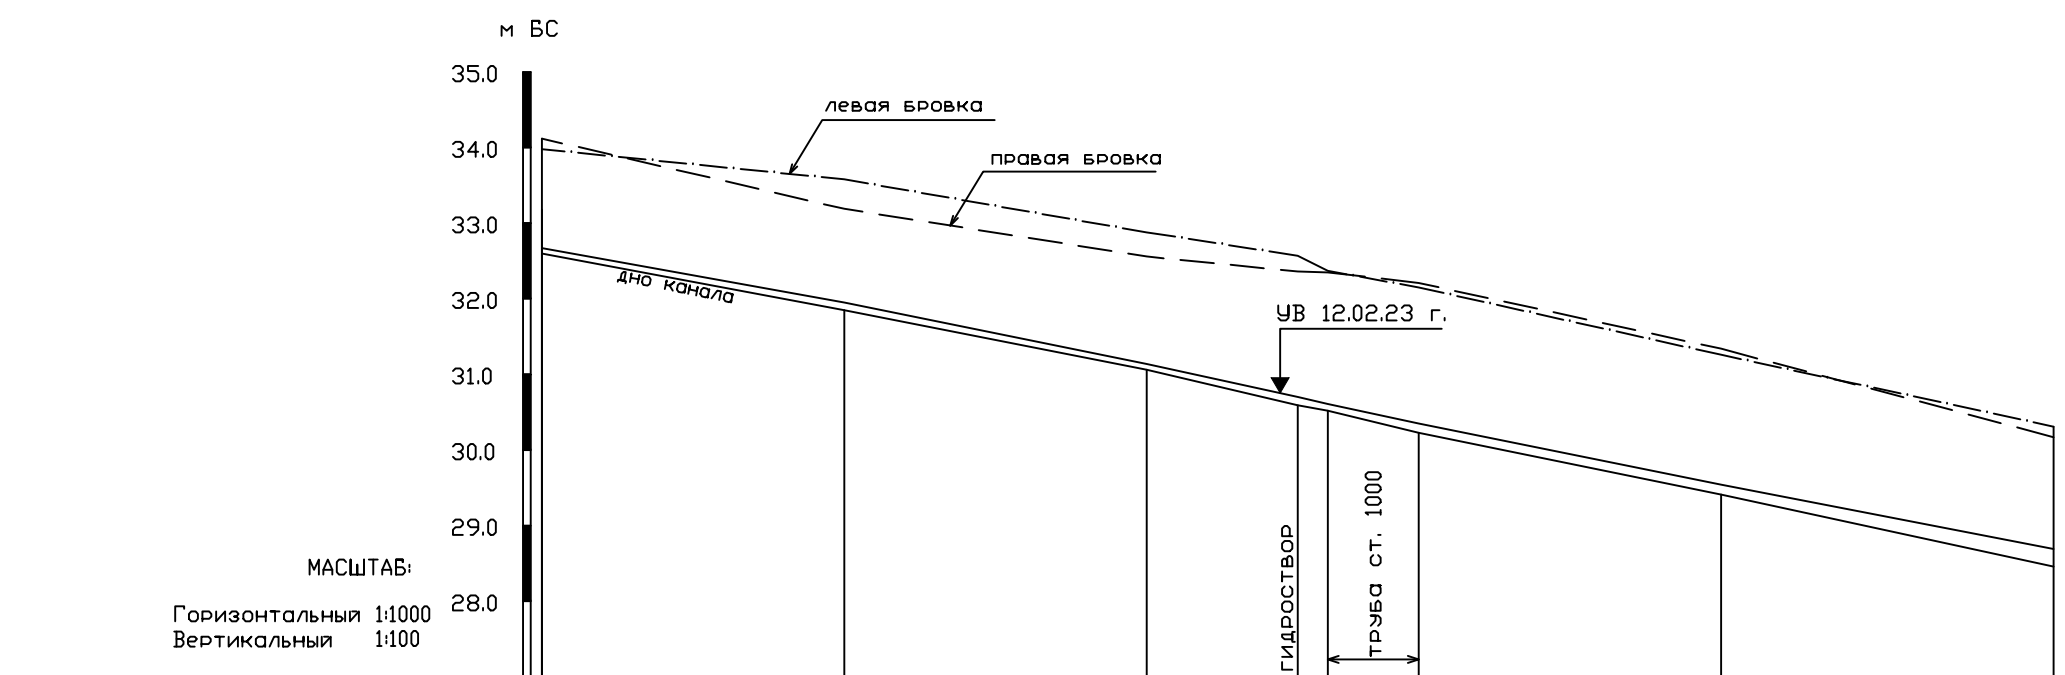 м БС
35.0
левая бровка
34.0
правая бровка
33.0
дно канала
32.0
УВ 12.02.23 г.
31.0
30.0
труба ст. 1000
29.0
гидроствор
МАСШТАБ:
28.0
Горизонтальный 1:1000
Вертикальный 1:100